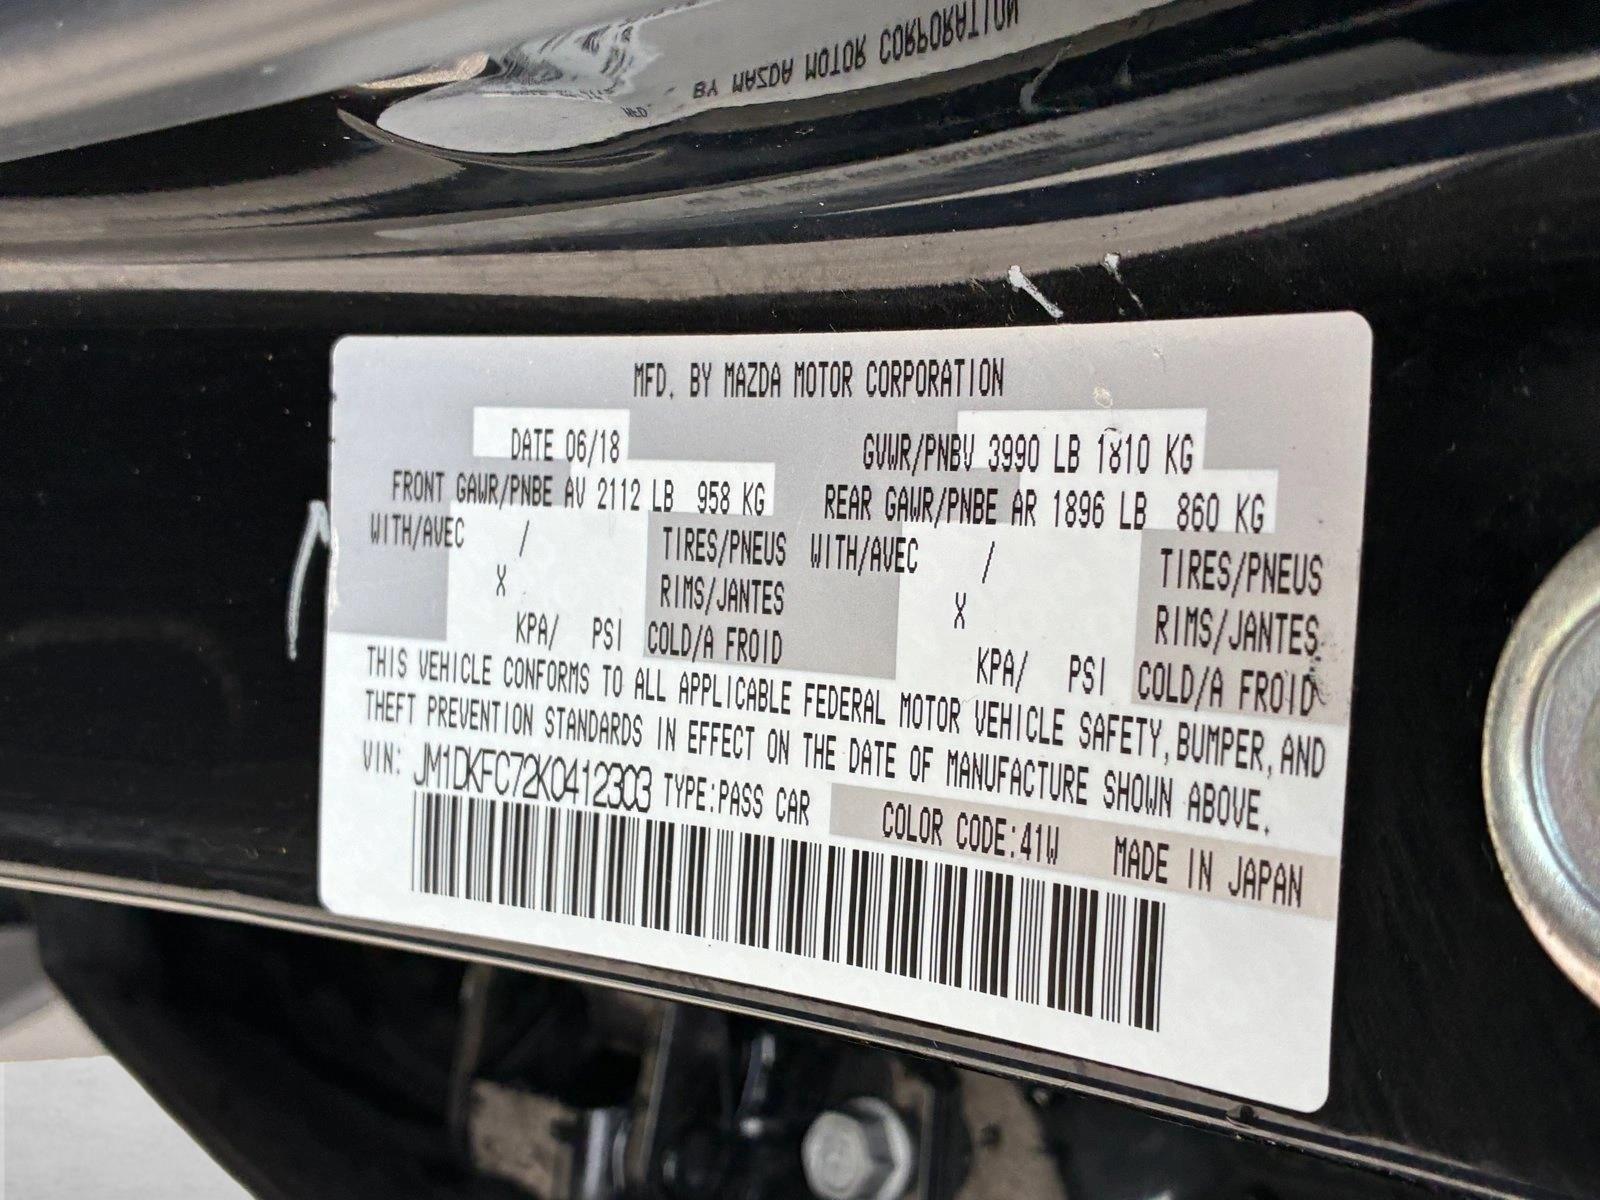 BY MAZDA MOTOR CORPORATION
MFD. BY MAZDA MOTOR CORPORATION
DATE 06/18 GVWR/PNBV 3990 LB 1810 KG
FRONT GAWR/PNBE AV 2112 LB 958 KG REAR GAWR/PNBE AR 1896 LB 860 KG
WITH/AVEC / TIRES/PNEUS WITH/AVEC / TIRES/PNEUS
X RIMS/JANTES X RIMS/JANTES
KPA/ PSI COLD/A FROID KPA/ PSI COLD/A FROID
THIS VEHICLE CONFORMS TO ALL APPLICABLE FEDERAL MOTOR VEHICLE SAFETY, BUMPER, AND
THEFT PREVENTION STANDARDS IN EFFECT ON THE DATE OF MANUFACTURE SHOWN ABOVE.
VIN: JM1DKFC72K0412303 TYPE:PASS CAR COLOR CODE:41W MADE IN JAPAN